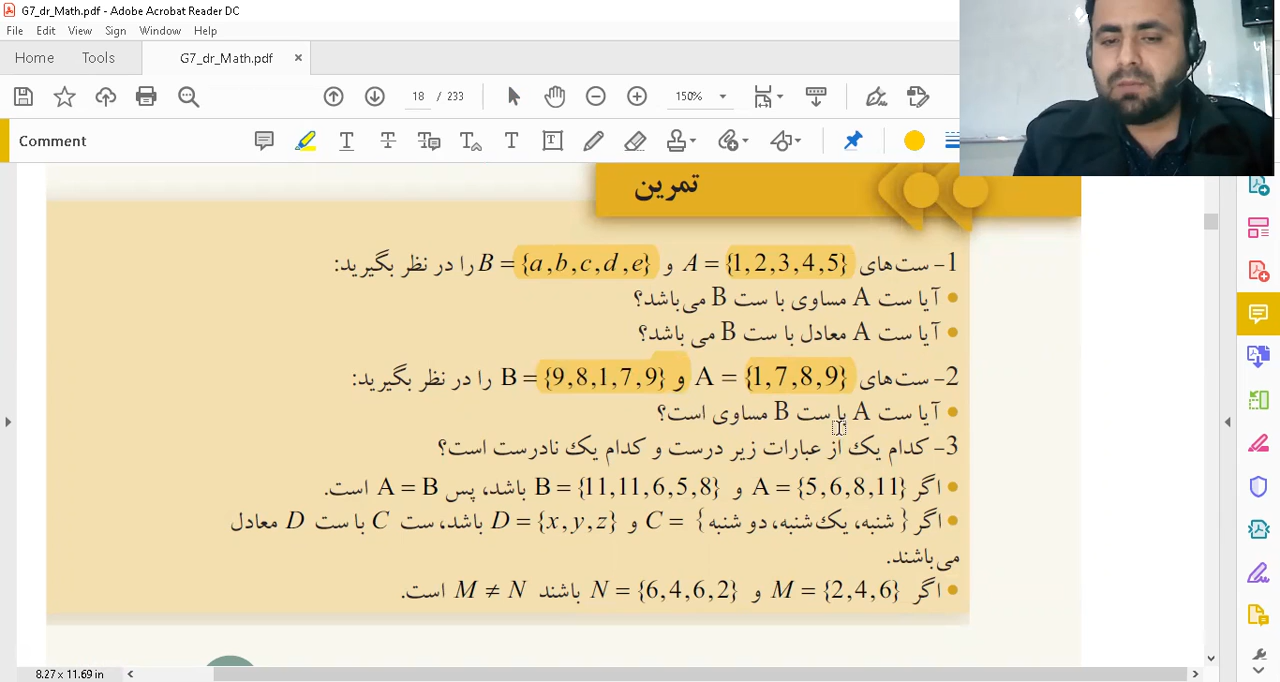 G7_dr_Math.pdf - Adobe Acrobat Reader DC
File Edit View Sign Window Help
Home Tools G7_dr_Math.pdf ×
18 / 233 150%
Comment
تمرین
1- ست‌های A = {1,2,3,4,5} و B = {a,b,c,d,e} را در نظر بگیرید:
• آیا ست A مساوی با ست B می‌باشد؟
• آیا ست A معادل با ست B می باشد؟
2- ست‌های A = {1,7,8,9} و B = {9,8,1,7,9} را در نظر بگیرید:
• آیا ست A با ست B مساوی است؟
3- کدام یک از عبارات زیر درست و کدام یک نادرست است؟
• اگر A = {5,6,8,11} و B = {11,11,6,5,8} باشد، پس A = B است.
• اگر { شنبه، یک‌شنبه، دو شنبه } = C و D = {x,y,z} باشد، ست C با ست D معادل
می‌باشند.
• اگر M = {2,4,6} و N = {6,4,6,2} باشند M ≠ N است.
8.27 x 11.69 in